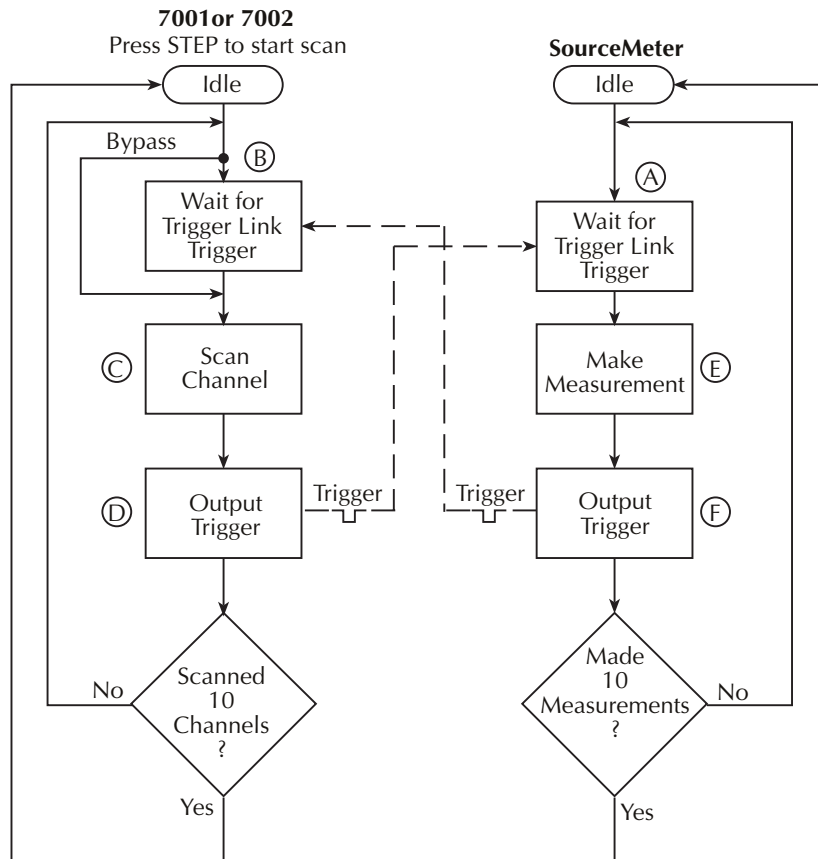 7001or 7002
Press STEP to start scan
Idle
Bypass
B
Wait for
Trigger Link
Trigger
C
Scan
Channel
D
Output
Trigger
Trigger
Scanned
10
Channels
?
No
Yes
SourceMeter
Idle
A
Wait for
Trigger Link
Trigger
Make
Measurement
E
Trigger
Output
Trigger
F
Made
10
Measurements
?
No
Yes